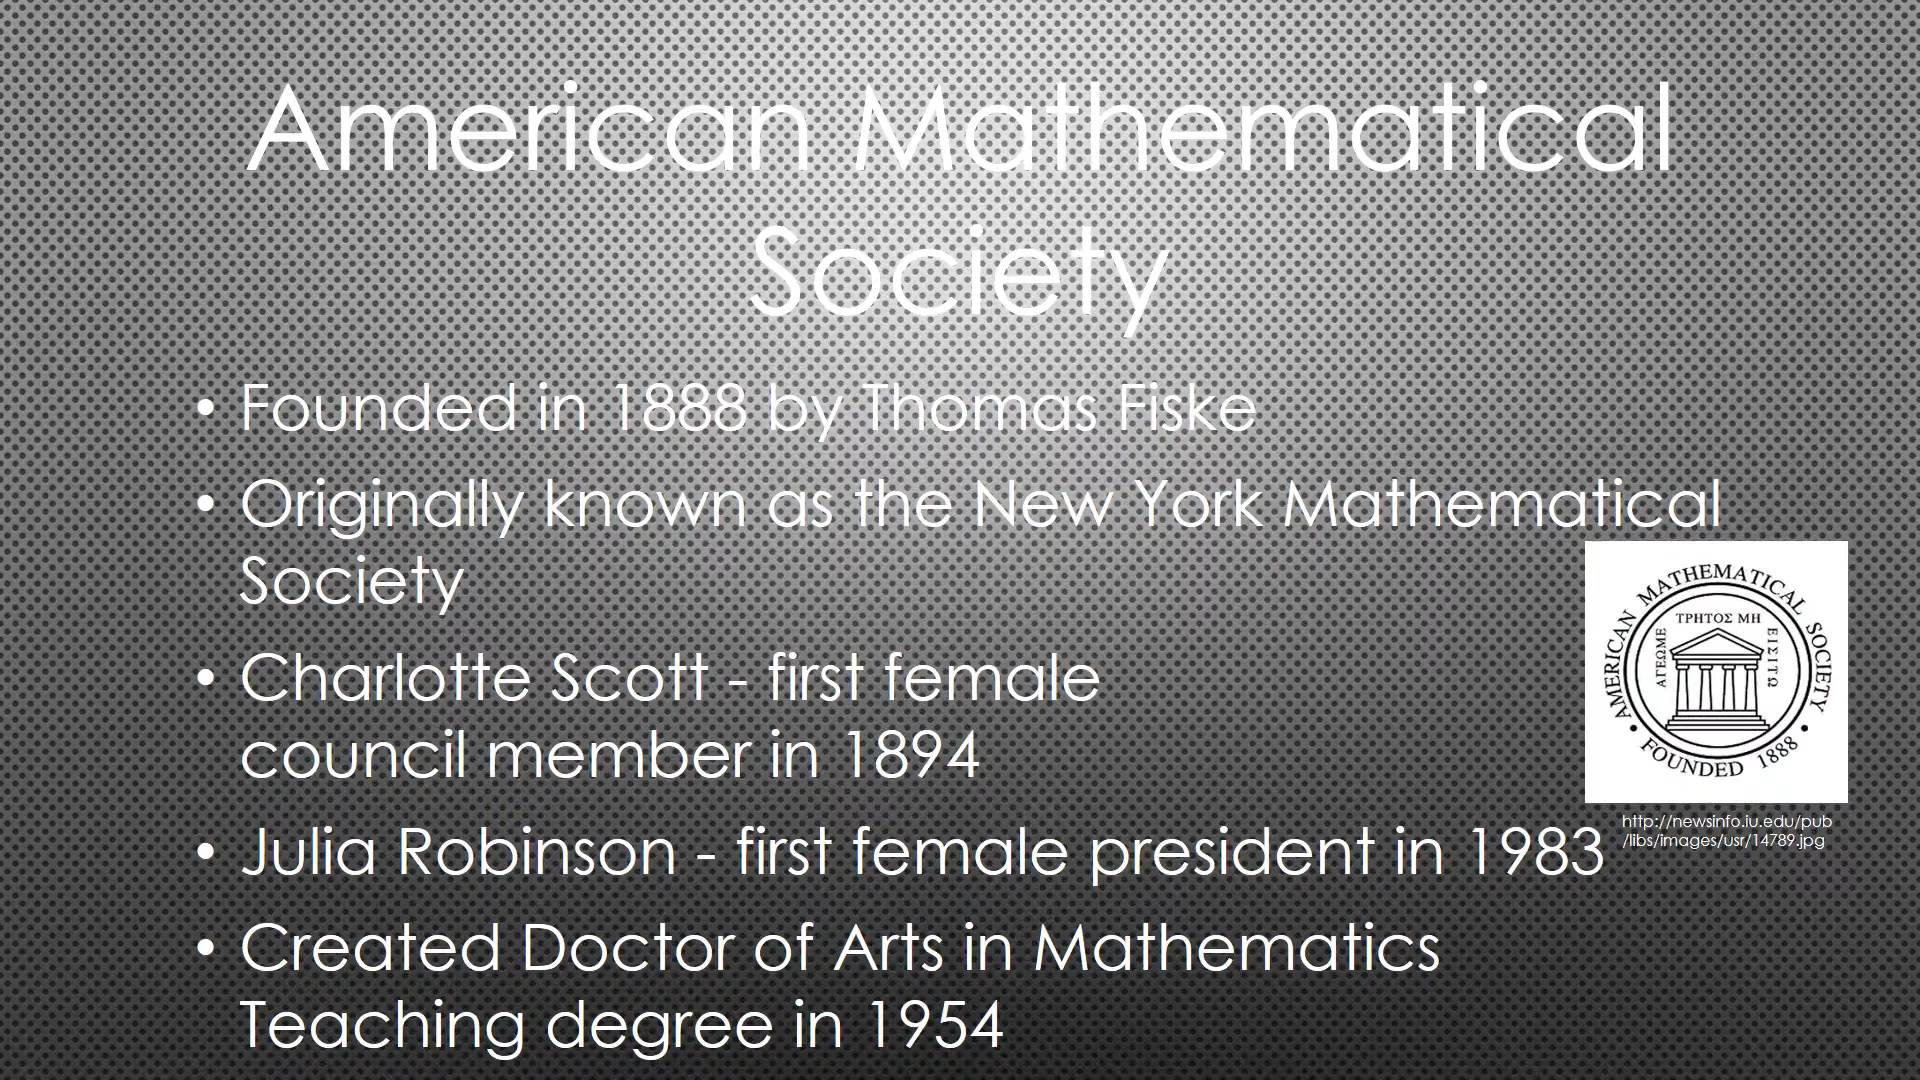 American Mathematical
Society
• Founded in 1888 by Thomas Fiske
• Originally known as the New York Mathematical
Society
• Charlotte Scott - first female
council member in 1894
• Julia Robinson - first female president in 1983
• Created Doctor of Arts in Mathematics
Teaching degree in 1954
AMERICAN MATHEMATICAL SOCIETY
• FOUNDED 1888 •
ΑΓΕΩΜΕ
ΤΡΗΤΟΣ ΜΗ
ΕΙΣΙΤΩ
http://newsinfo.iu.edu/pub
/libs/images/usr/14789.jpg